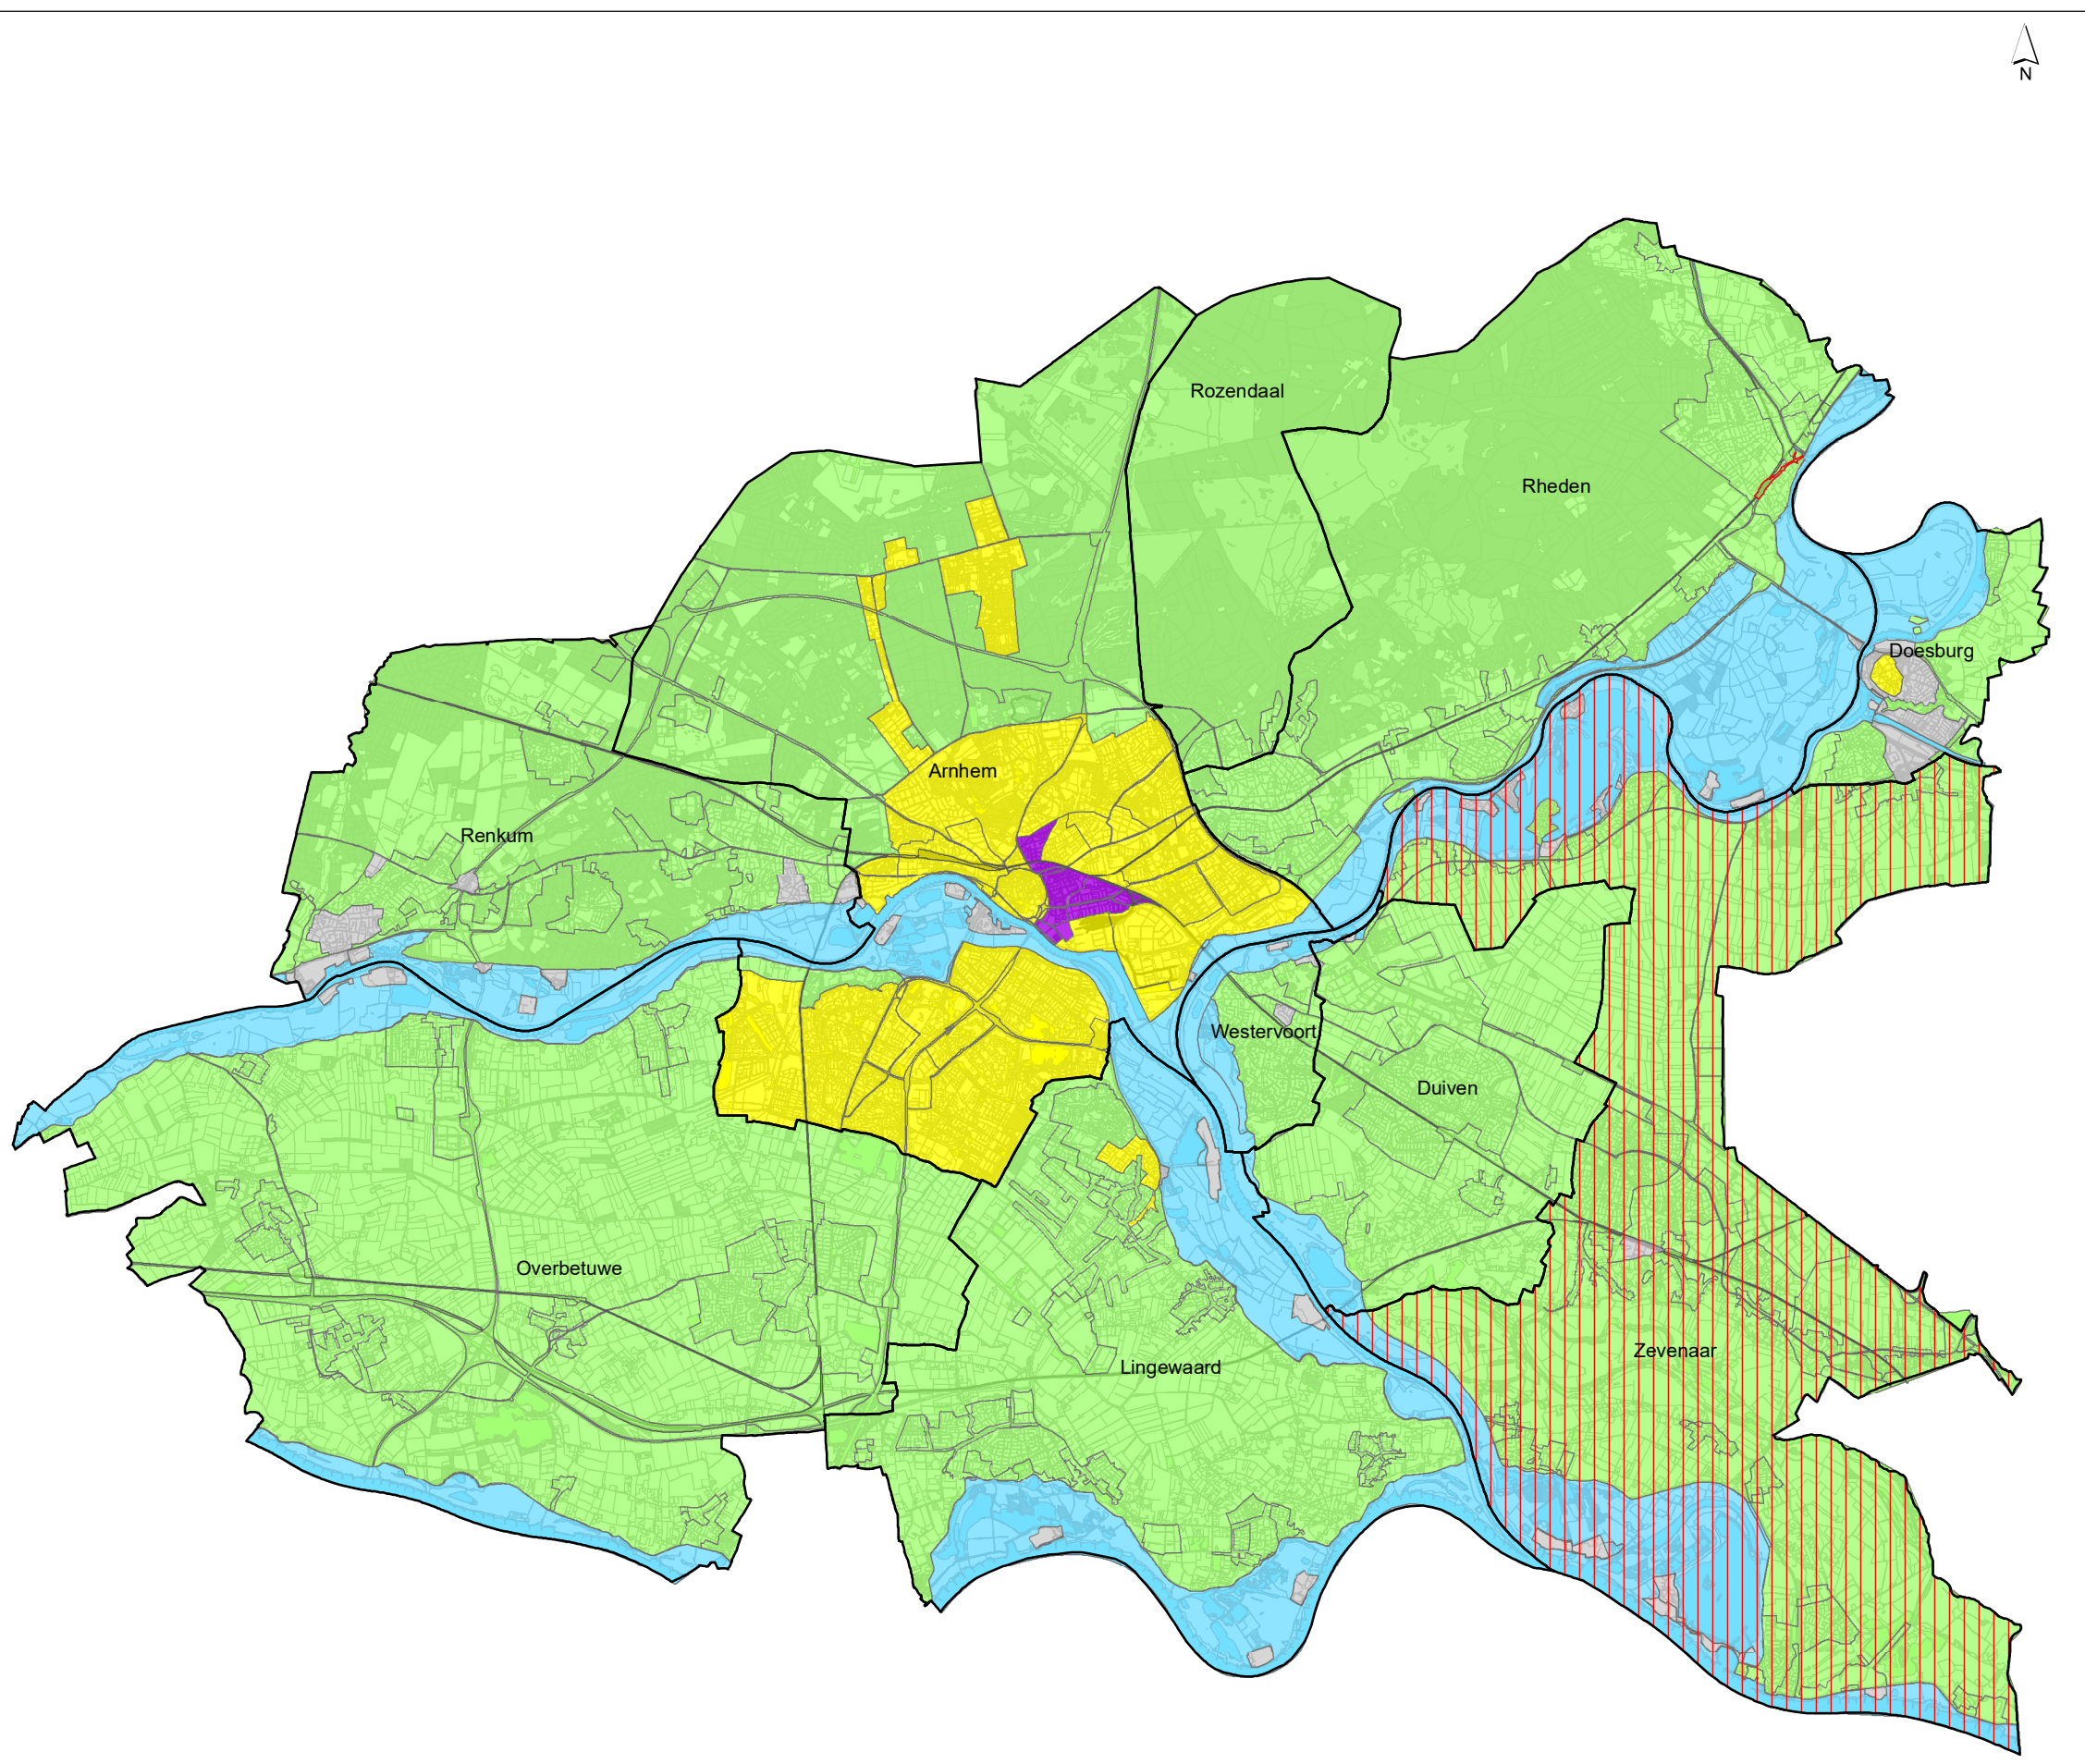 N
Rozendaal
Rheden
Doesburg
Arnhem
Renkum
Westervoort
Duiven
Overbetuwe
Zevenaar
Lingewaard